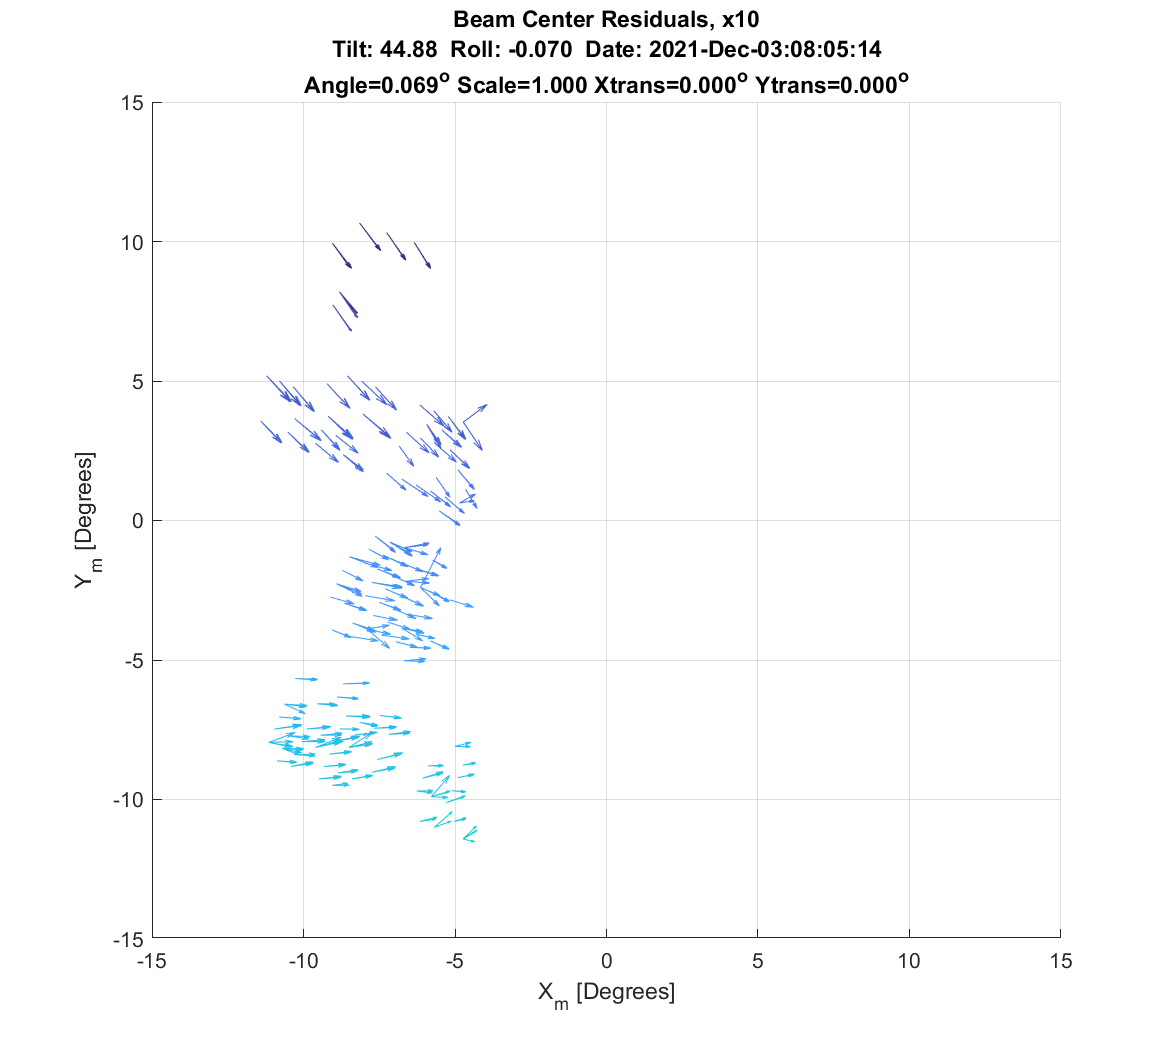 Beam Center Residuals, x10
Tilt: 44.88 Roll: -0.070 Date: 2021-Dec-03:08:05:14
Angle=0.069° Scale=1.000 Xtrans=0.000° Ytrans=0.000°
15
10
5
0
-5
-10
-15
Y_m [Degrees]
-15 -10 -5 0 5 10 15
X_m [Degrees]